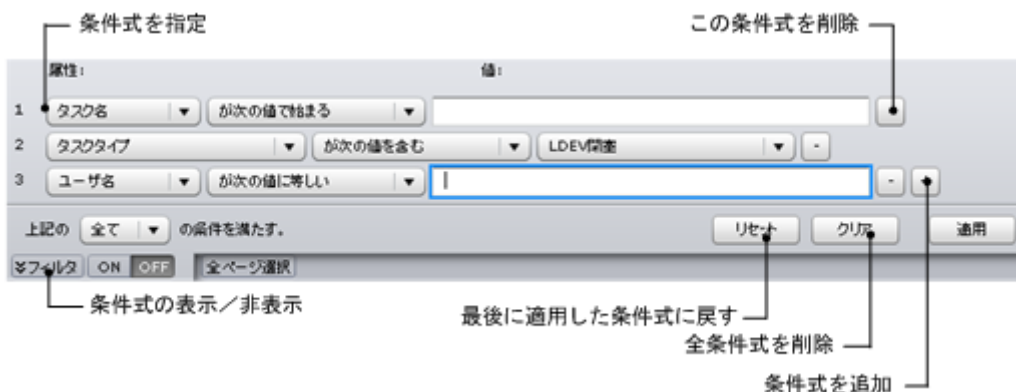 条件式を指定 この条件式を削除
属性: 値:
1 タスク名 ▼ が次の値で始まる ▼
2 タスクタイプ ▼ が次の値を含む ▼ LDEV閉塞 ▼ -
3 ユーザ名 ▼ が次の値に等しい ▼ - +
上記の 全て ▼ の条件を満たす。 リセット クリア 適用
フィルタ ON OFF 全ページ選択
条件式の表示/非表示
最後に適用した条件式に戻す
全条件式を削除
条件式を追加